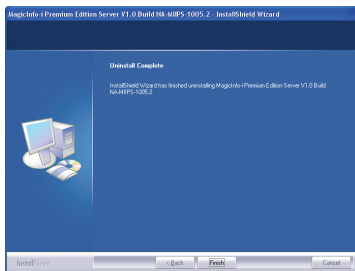 MagicInfo-i Premium Edition Server V1.0 Build NA-MIIPS-1005.2 - InstallShield Wizard
Uninstall Complete
InstallShield Wizard has finished uninstalling MagicInfo-i Premium Edition Server V1.0 Build
NA-MIIPS-1005.2
InstallShield
< Back
Finish
Cancel